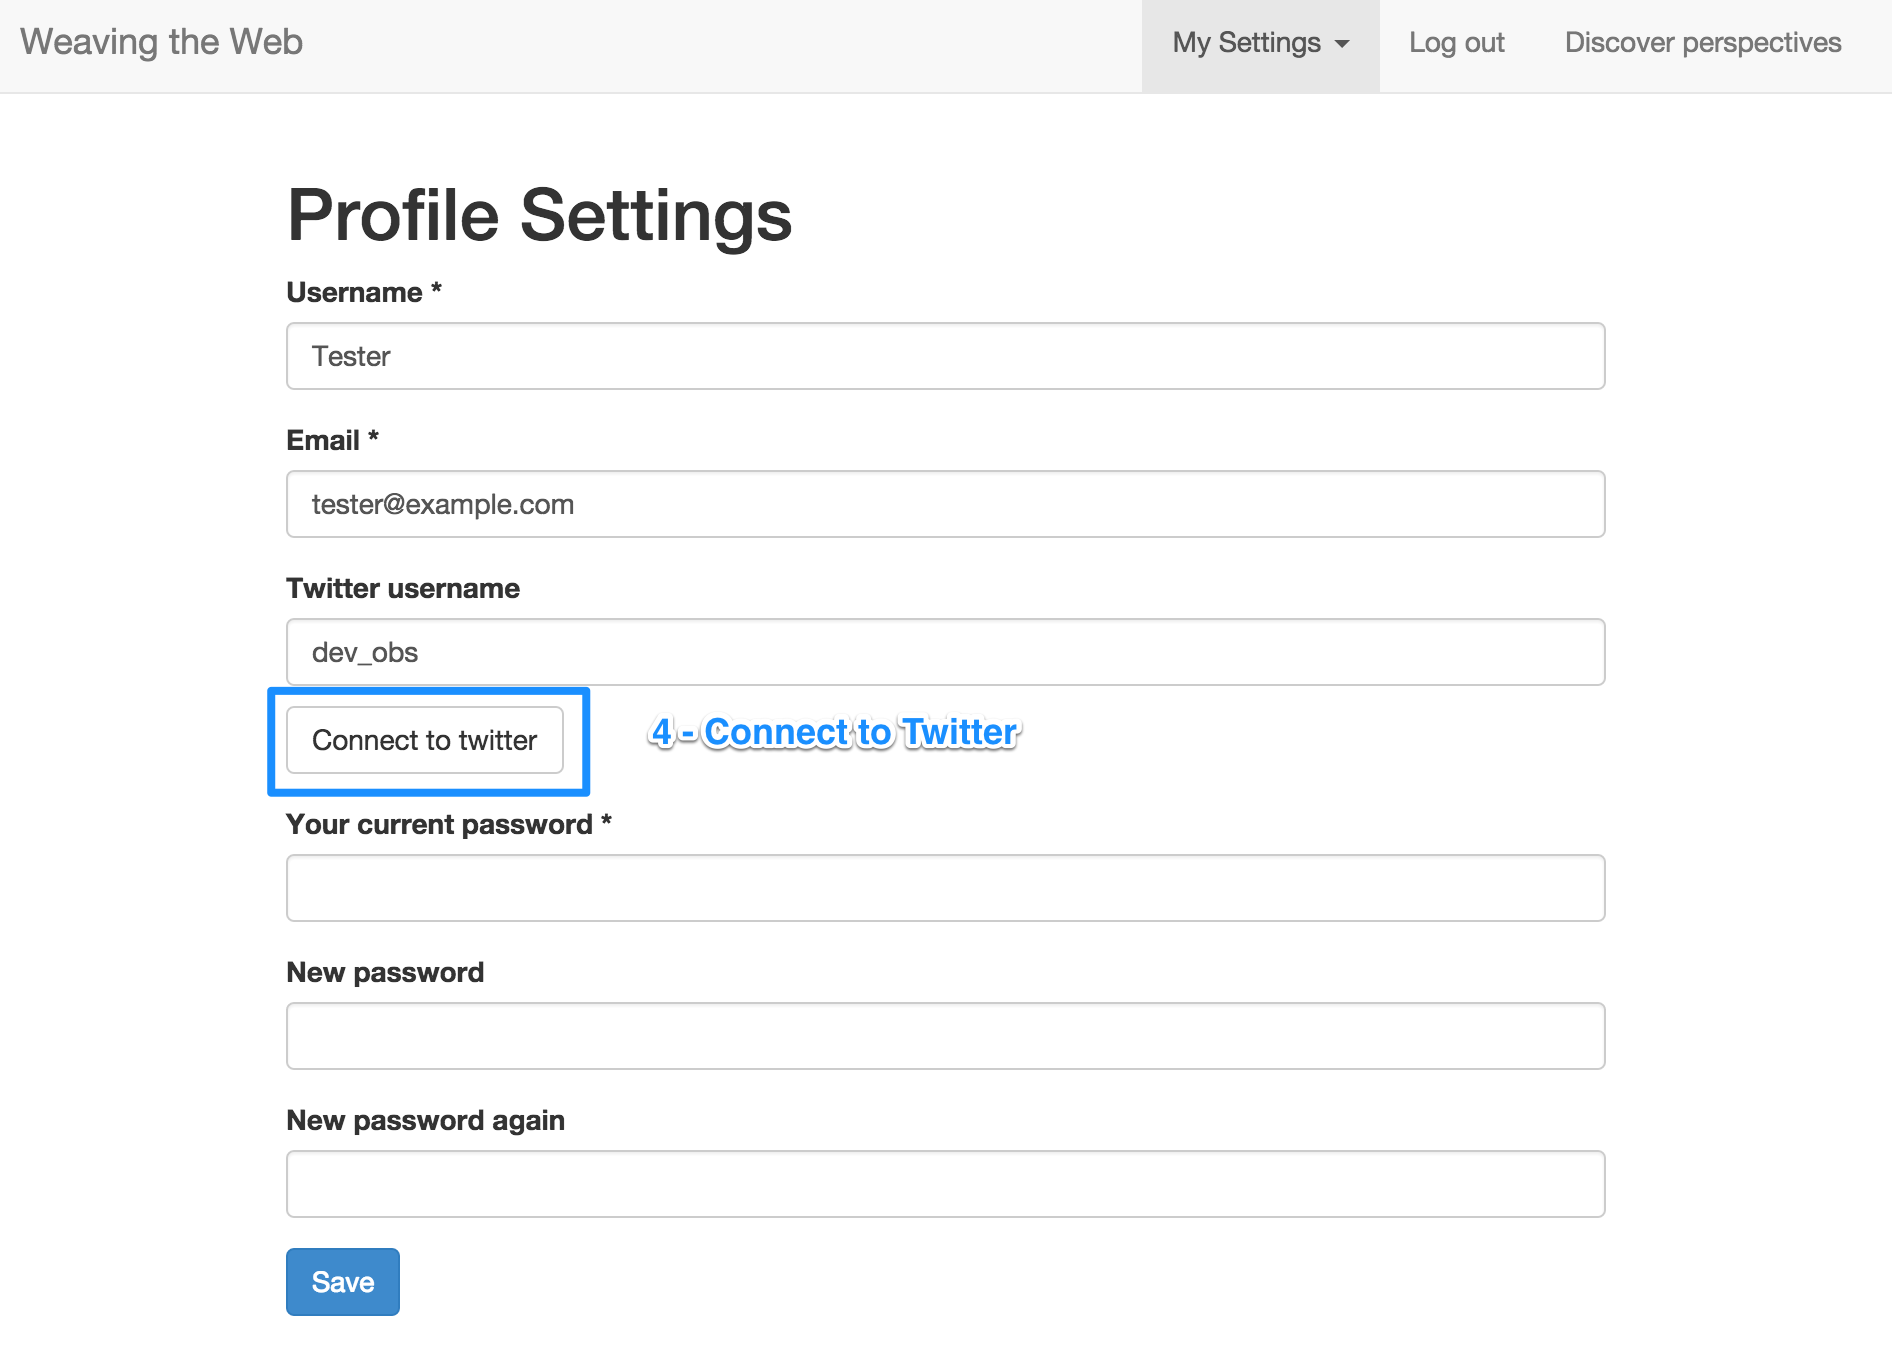 Weaving the Web
My Settings
Log out
Discover perspectives
Profile Settings
Username *
Tester
Email *
tester@example.com
Twitter username
dev_obs
Connect to twitter
4 - Connect to Twitter
Your current password *
New password
New password again
Save